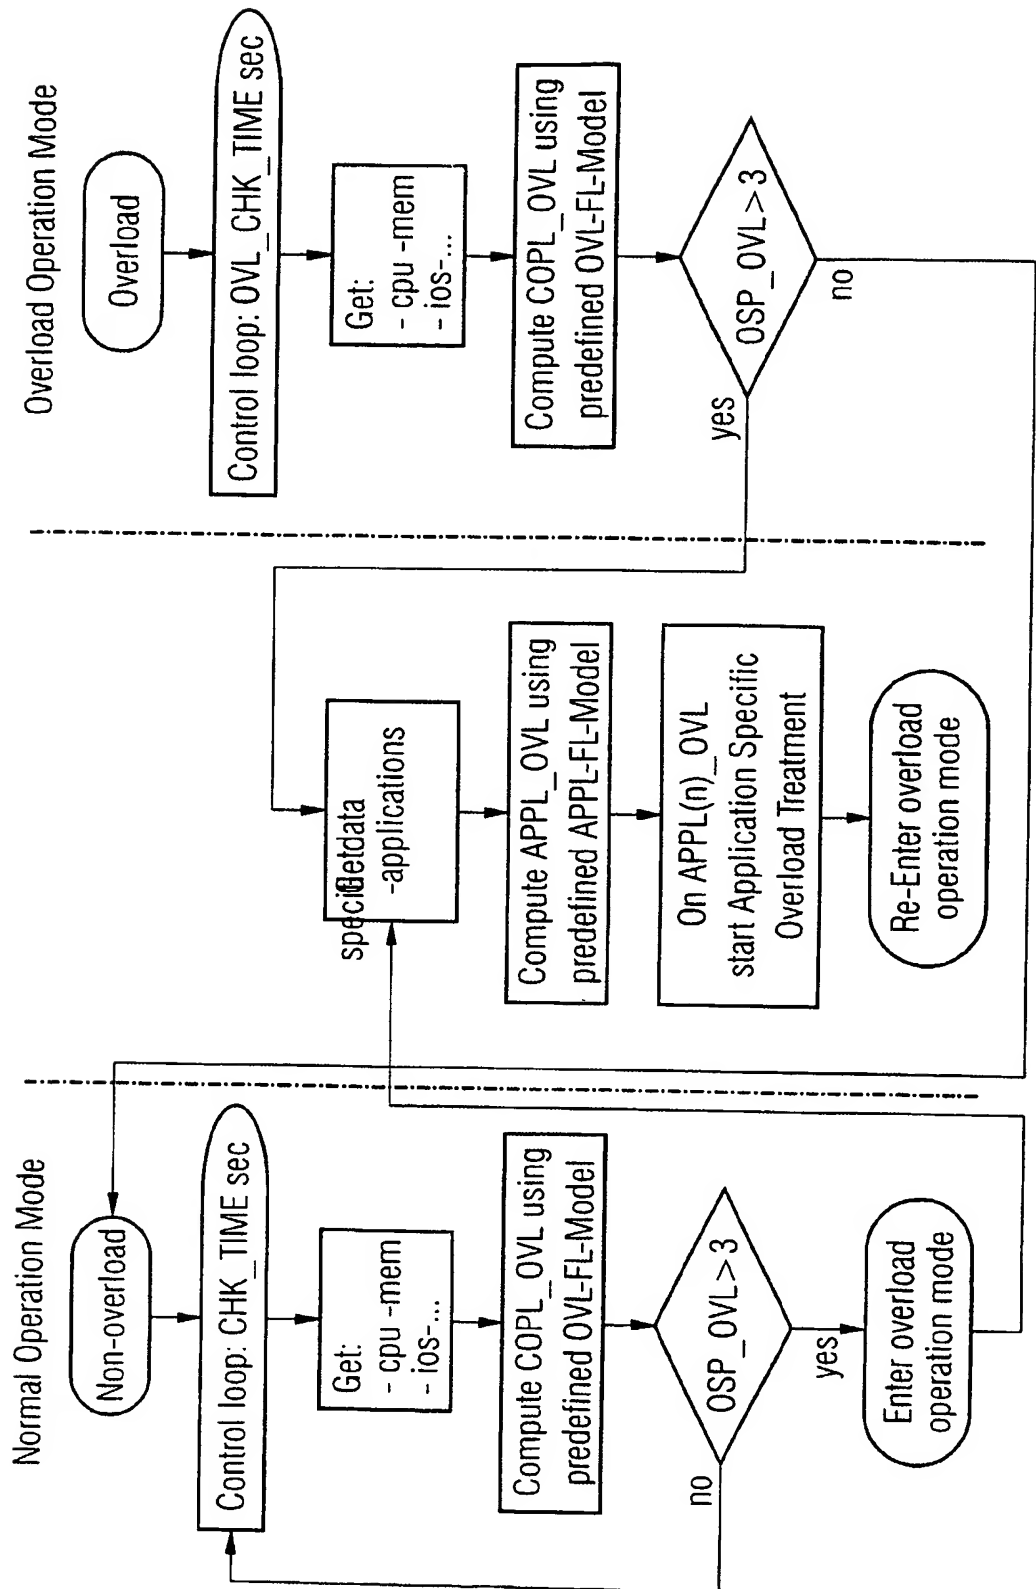 Normal Operation Mode
Non-overload
Control loop: CHK_TIME sec
Get:
- cpu -mem
- ios-...
Compute COPL_OVL using
predefined OVL-FL-Model
OSP_OVL>3
no
yes
Enter overload
operation mode
Getdata
specifi
-applications
Compute APPL_OVL using
predefined APPL-FL-Model
On APPL(n)_OVL
start Application Specific
Overload Treatment
Re-Enter overload
operation mode
Overload Operation Mode
Overload
Control loop: OVL_CHK_TIME sec
Get:
- cpu -mem
- ios-...
Compute COPL_OVL using
predefined OVL-FL-Model
OSP_OVL>3
yes
no